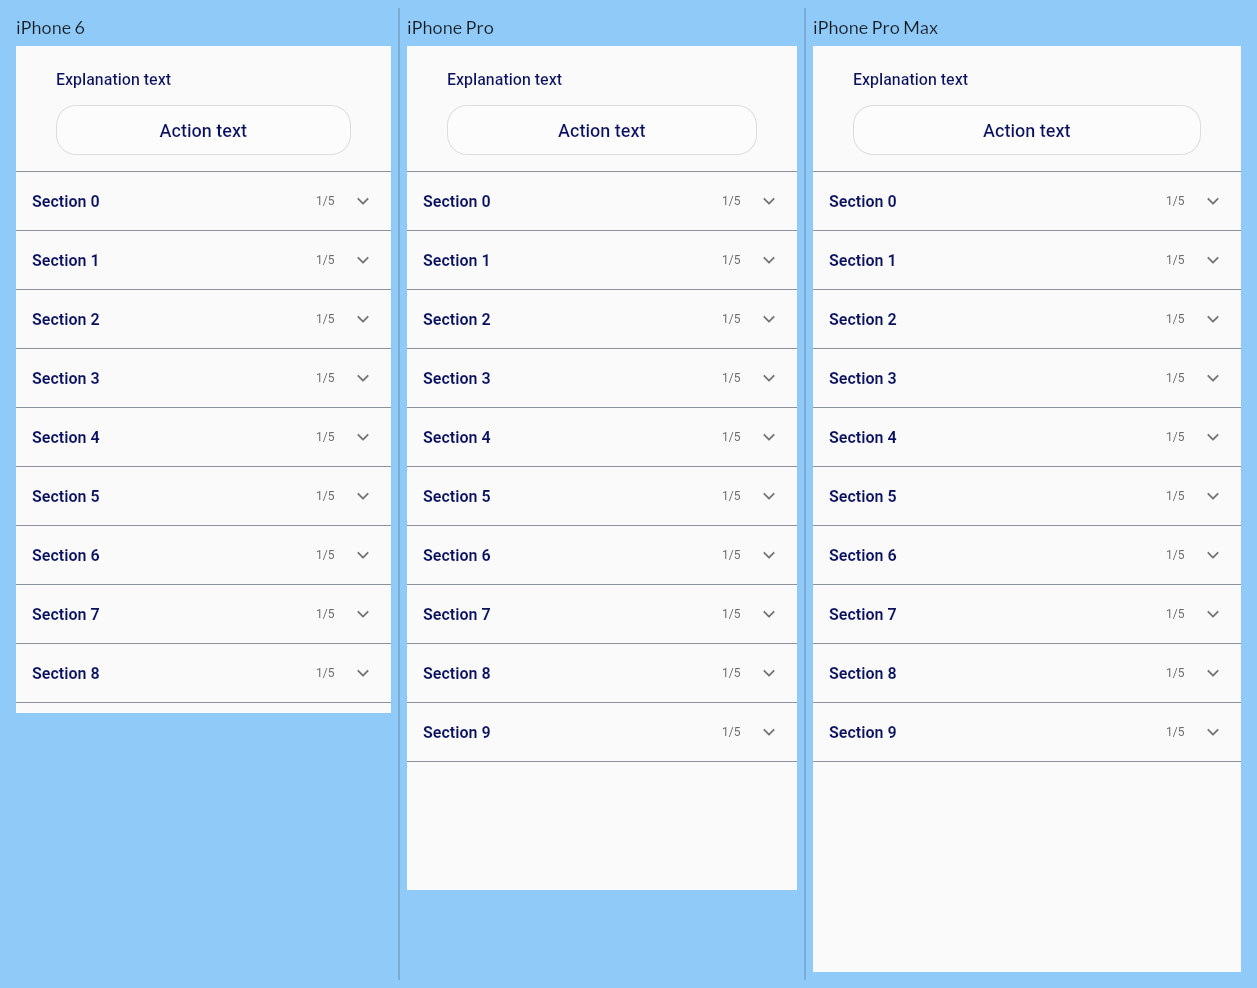 iPhone 6
Explanation text
Action text
Section 0 1/5
Section 1 1/5
Section 2 1/5
Section 3 1/5
Section 4 1/5
Section 5 1/5
Section 6 1/5
Section 7 1/5
Section 8 1/5
iPhone Pro
Explanation text
Action text
Section 0 1/5
Section 1 1/5
Section 2 1/5
Section 3 1/5
Section 4 1/5
Section 5 1/5
Section 6 1/5
Section 7 1/5
Section 8 1/5
Section 9 1/5
iPhone Pro Max
Explanation text
Action text
Section 0 1/5
Section 1 1/5
Section 2 1/5
Section 3 1/5
Section 4 1/5
Section 5 1/5
Section 6 1/5
Section 7 1/5
Section 8 1/5
Section 9 1/5